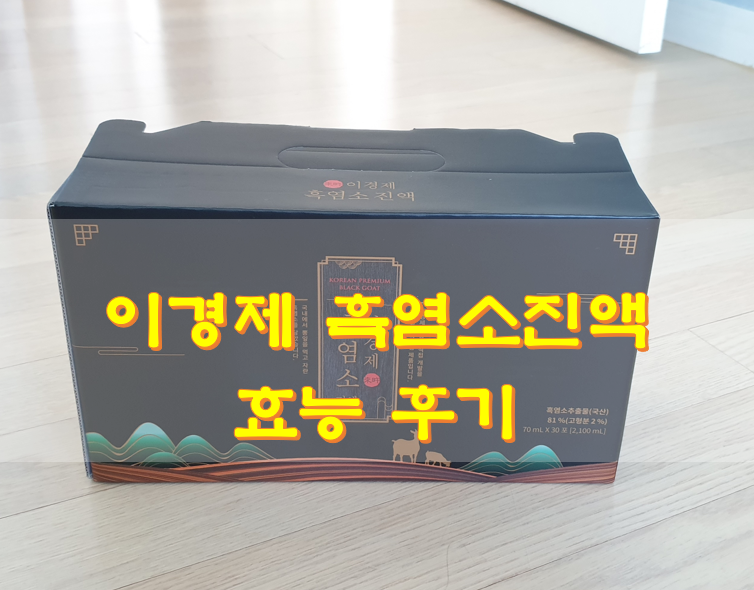 이경제
흑염소 진액
KOREAN PREMIUM
BLACK GOAT
이경제 흑염소진액
효능 후기
흑염소추출물(국산)
81 %(고형분 2 %)
70 mL X 30 포 (2,100 mL)